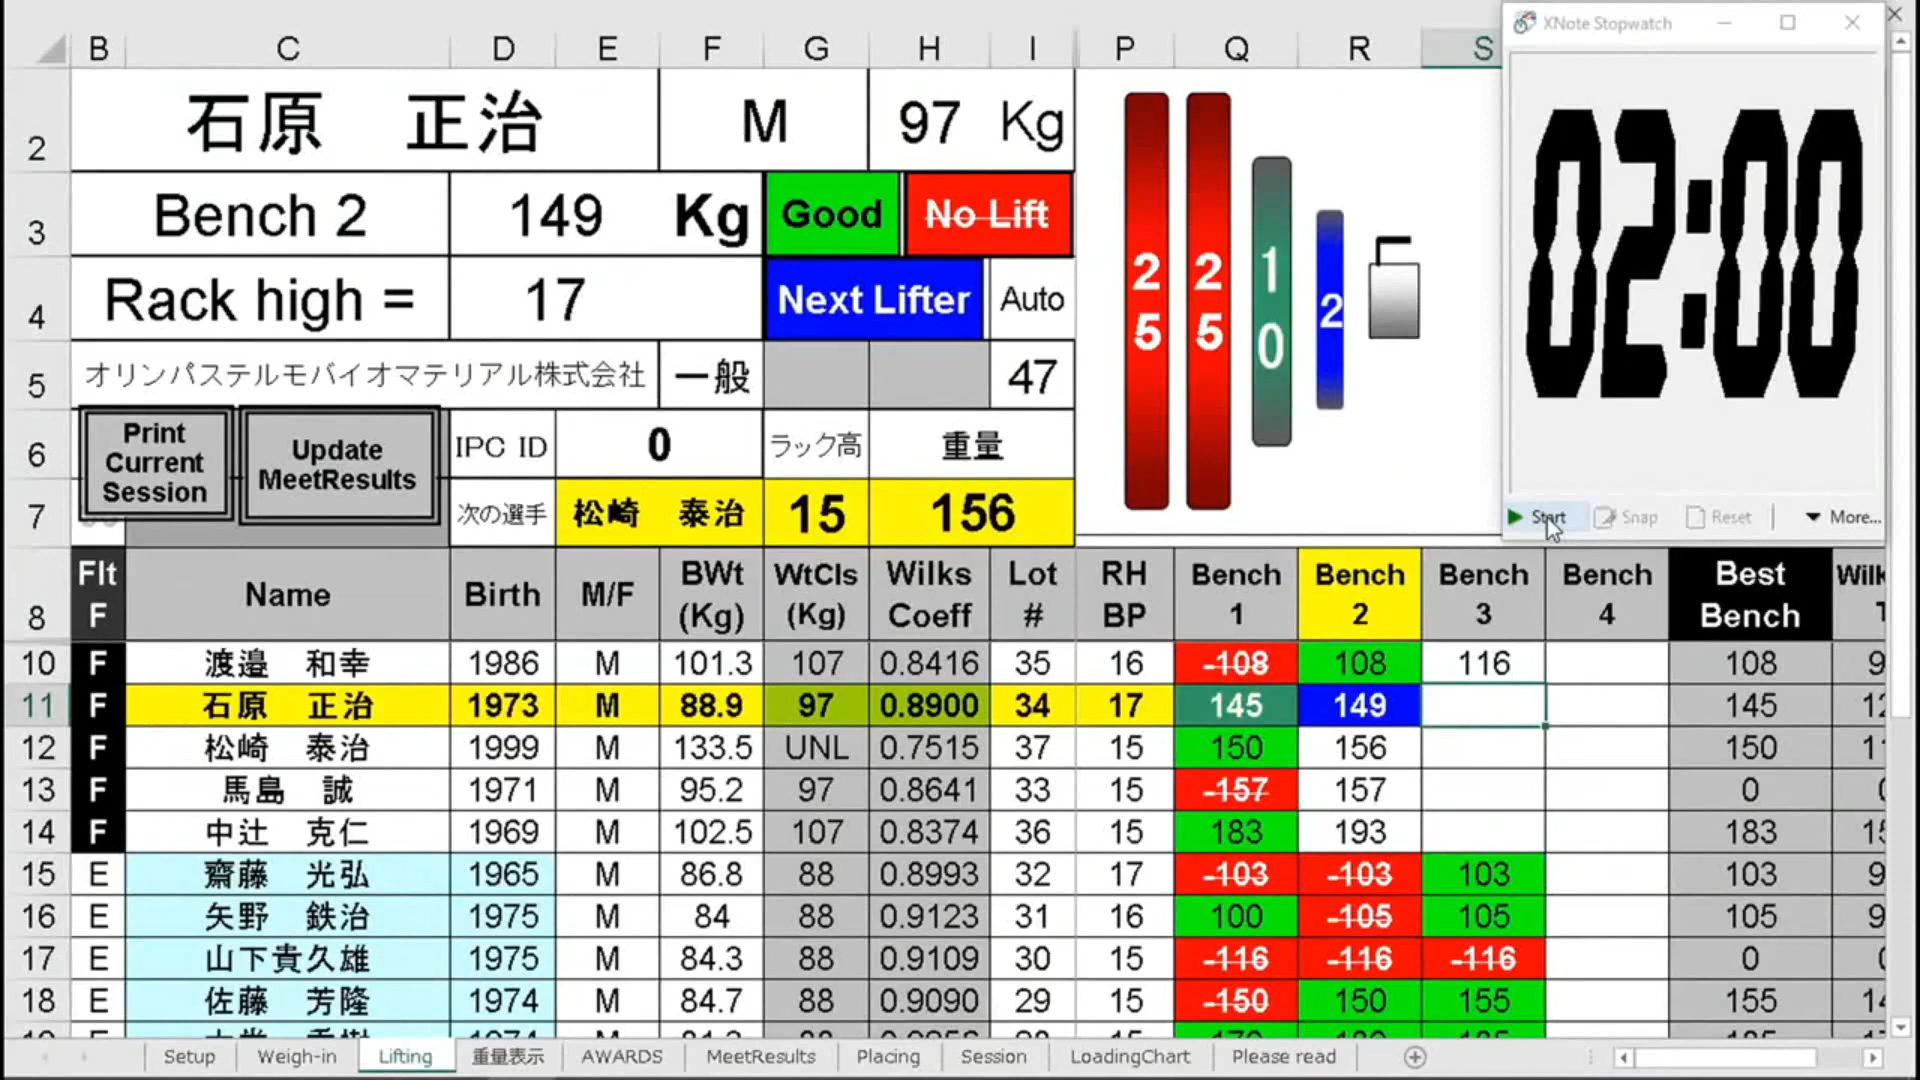 XNote Stopwatch
B C D E F G H I P Q R S
2 石原 正治 M 97 Kg
3 Bench 2 149 Kg Good No Lift
4 Rack high = 17 Next Lifter Auto
5 オリンパステルモバイオマテリアル株式会社 一般 47
6 Print Current Session Update MeetResults IPC ID 0 ラック高 重量
7 次の選手 松崎 泰治 15 156
25 25 10 2
02:00
Start Snap Reset More...
8 Flt F Name Birth M/F BWt (Kg) WtCls (Kg) Wilks Coeff Lot # RH BP Bench 1 Bench 2 Bench 3 Bench 4 Best Bench
10 F 渡邉 和幸 1986 M 101.3 107 0.8416 35 16 -108 108 116 108
11 F 石原 正治 1973 M 88.9 97 0.8900 34 17 145 149 145
12 F 松崎 泰治 1999 M 133.5 UNL 0.7515 37 15 150 156 150
13 F 馬島 誠 1971 M 95.2 97 0.8641 33 15 -157 157 0
14 F 中辻 克仁 1969 M 102.5 107 0.8374 36 15 183 193 183
15 E 齋藤 光弘 1965 M 86.8 88 0.8993 32 17 -103 -103 103 103
16 E 矢野 鉄治 1975 M 84 88 0.9123 31 16 100 -105 105 105
17 E 山下貴久雄 1975 M 84.3 88 0.9109 30 15 -116 -116 -116 0
18 E 佐藤 芳隆 1974 M 84.7 88 0.9090 29 15 -150 150 155 155
Setup Weigh-in Lifting 重量表示 AWARDS MeetResults Placing Session LoadingChart Please read